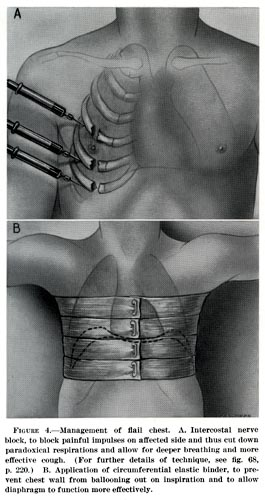 A
B
FIGURE 4.—Management of flail chest. A. Intercostal nerve
block, to block painful impulses on affected side and thus cut down
paradoxical respirations and allow for deeper breathing and more
effective cough. (For further details of technique, see fig. 68,
p. 220.) B. Application of circumferential elastic binder, to pre-
vent chest wall from ballooning out on inspiration and to allow
diaphragm to function more effectively.